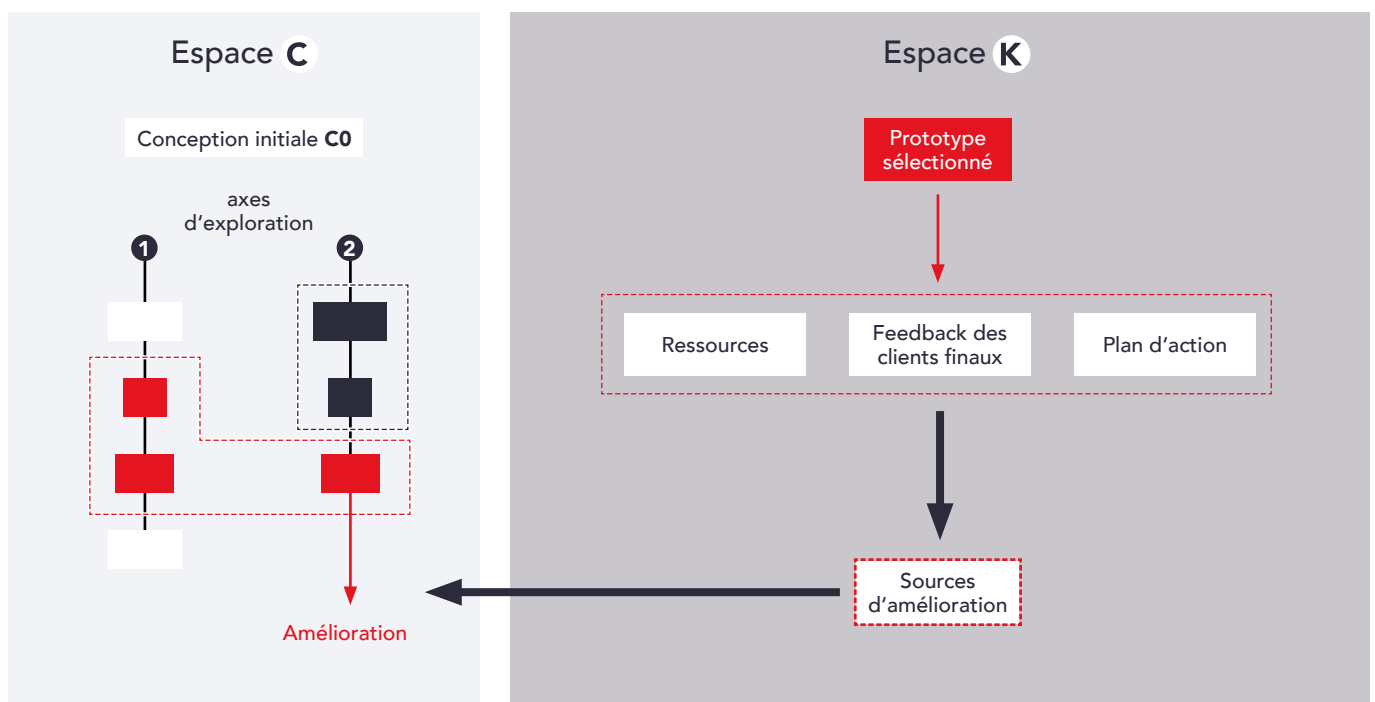 Espace C
Conception initiale C0
axes
d'exploration
1
2
Amélioration
Espace K
Prototype
sélectionné
Ressources
Feedback des
clients finaux
Plan d'action
Sources
d'amélioration